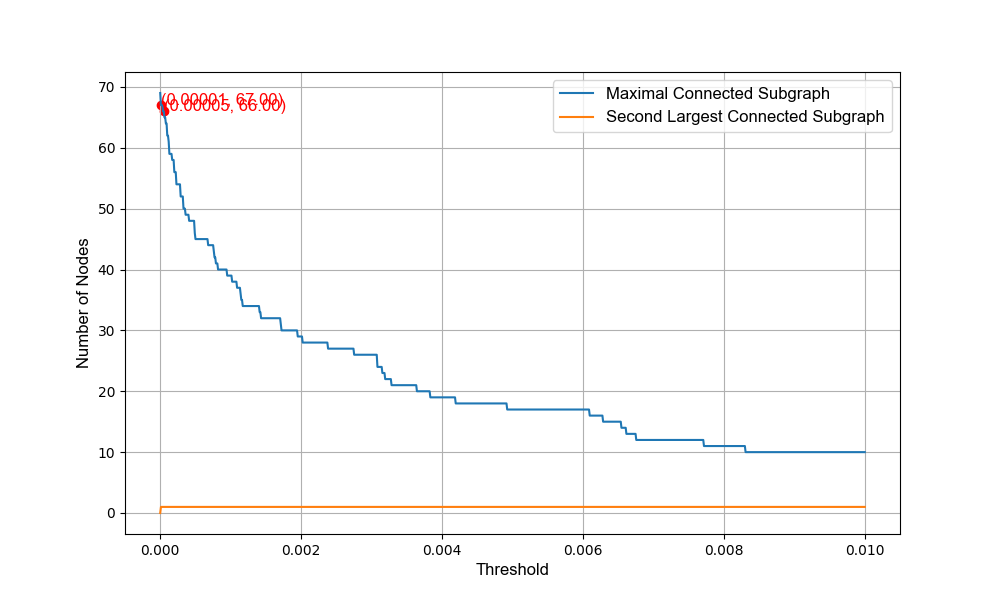 (0.00001, 67.00)
(0.00005, 66.00)
Maximal Connected Subgraph
Second Largest Connected Subgraph
70
60
50
40
30
20
10
0
Number of Nodes
0.000 0.002 0.004 0.006 0.008 0.010
Threshold